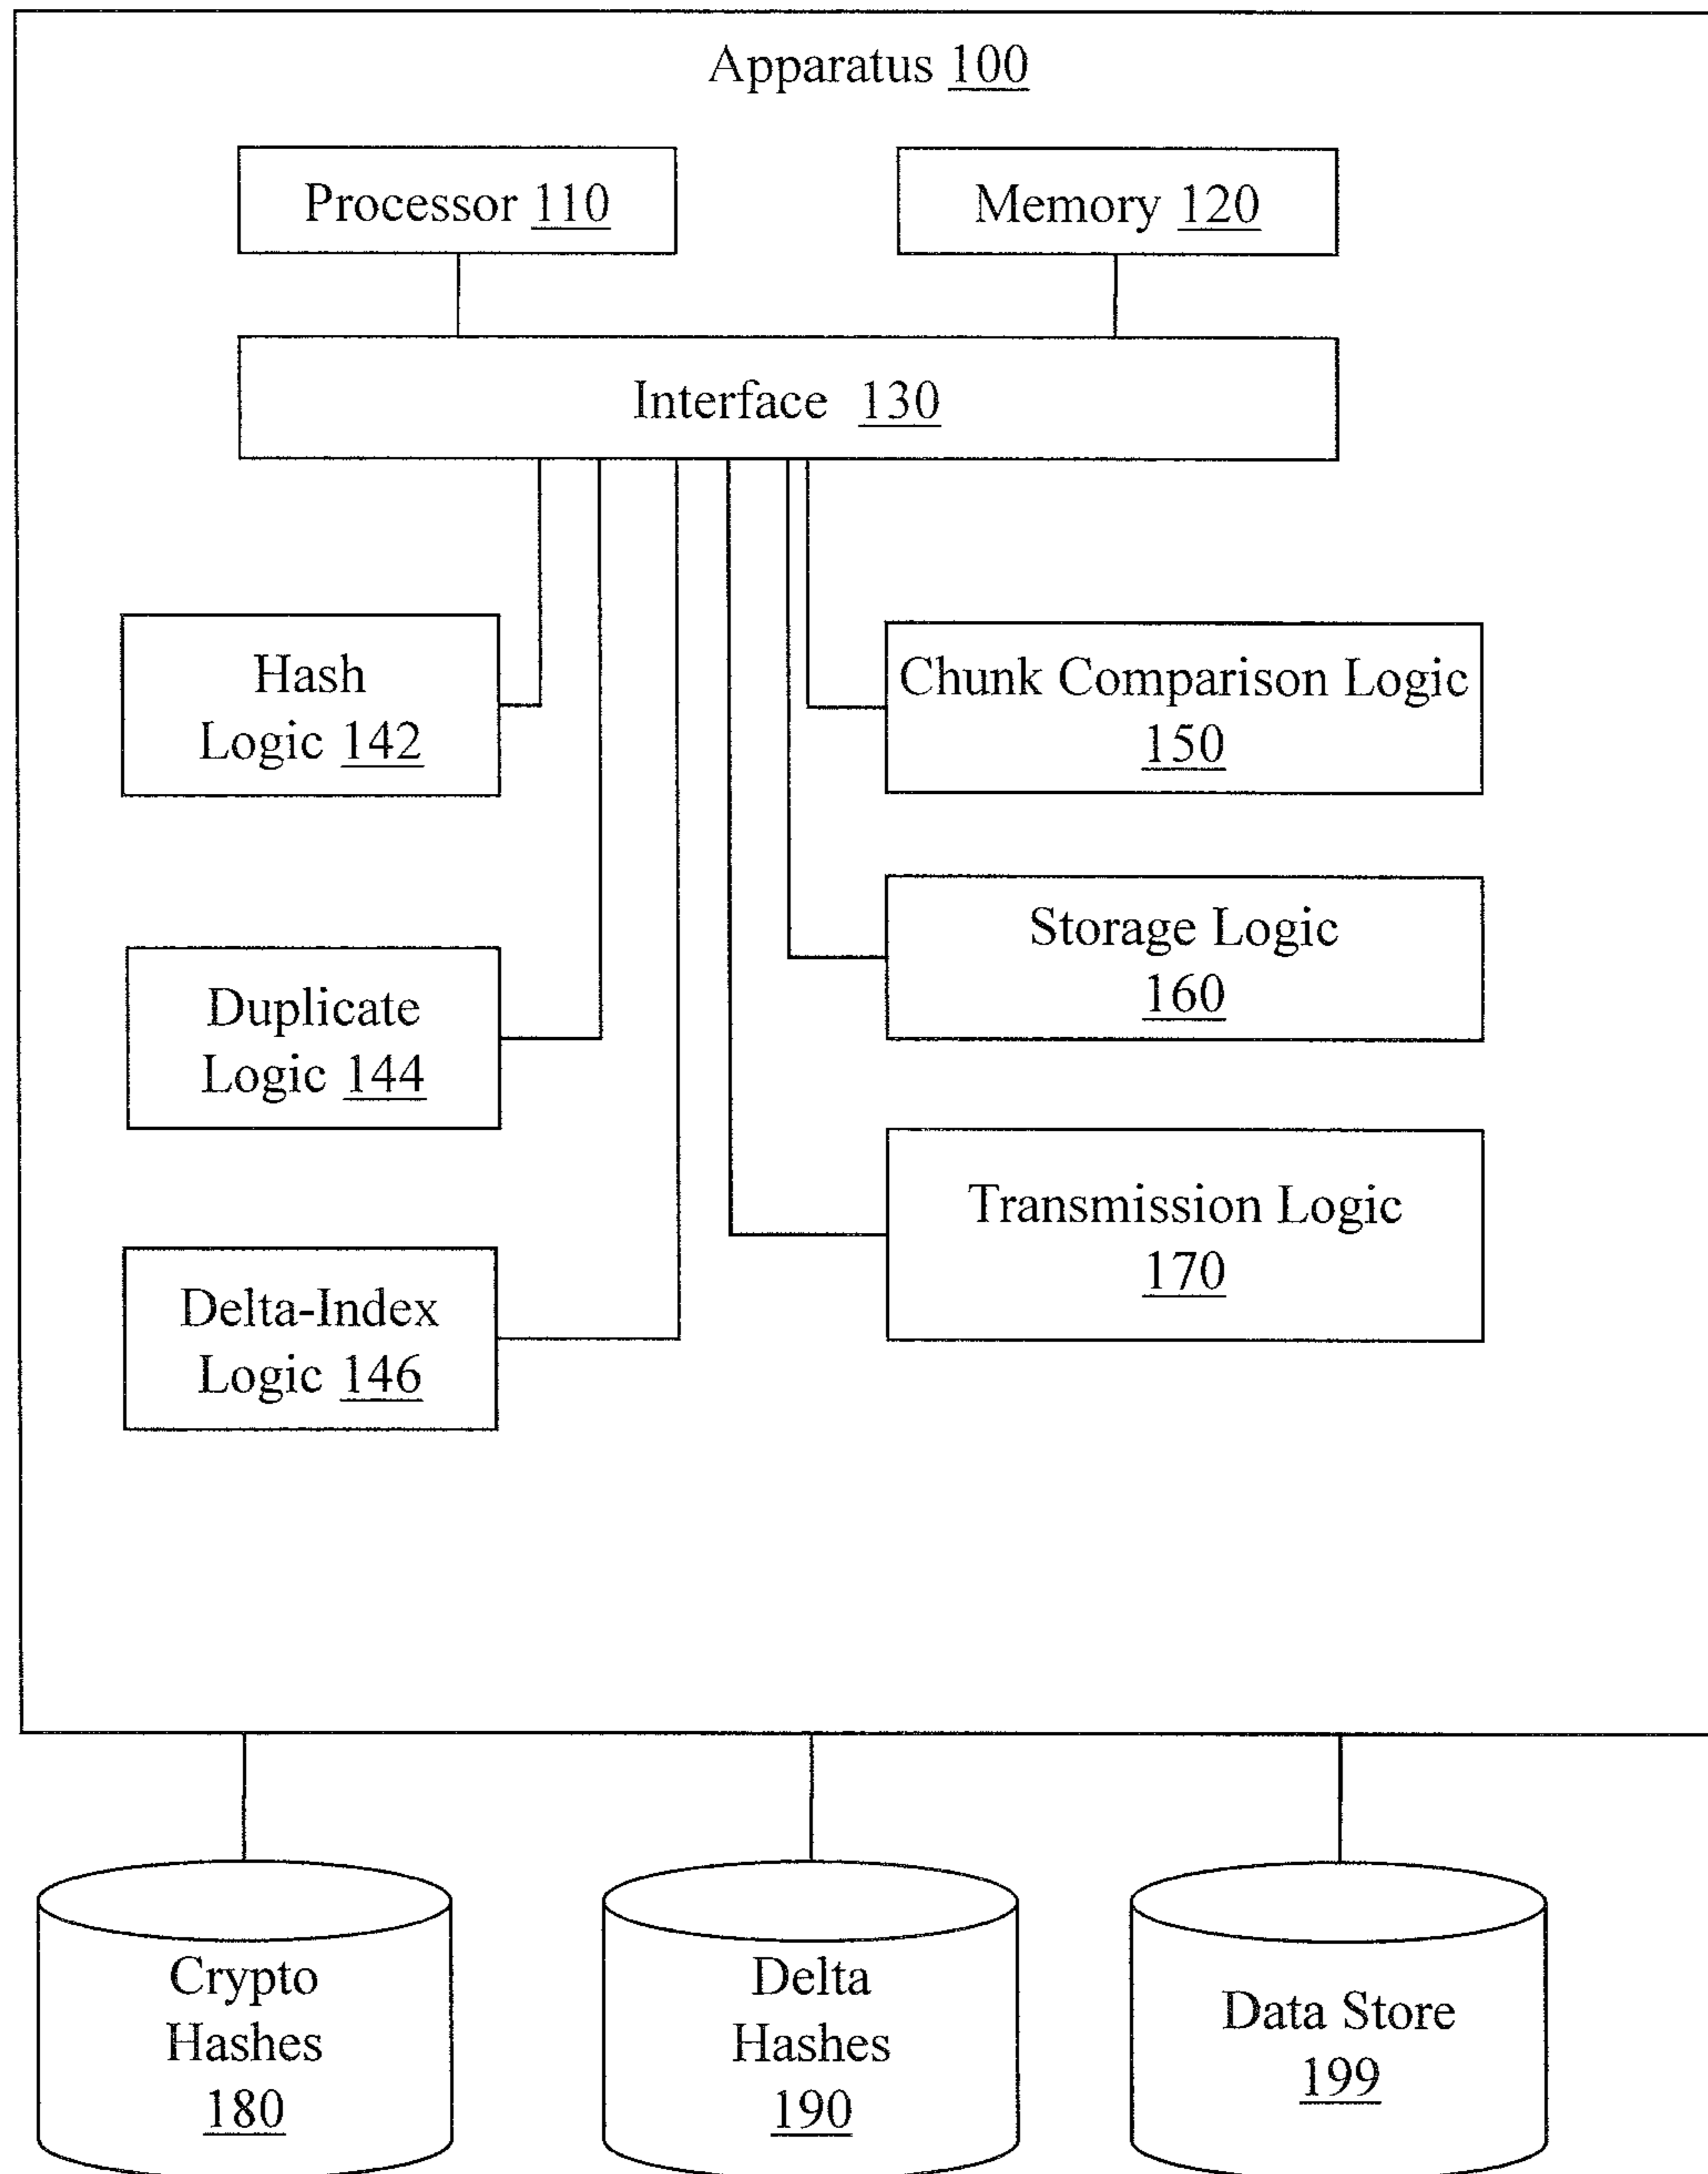 Apparatus 100
Processor 110
Memory 120
Interface 130
Hash
Logic 142
Chunk Comparison Logic
150
Storage Logic
160
Duplicate
Logic 144
Transmission Logic
170
Delta-Index
Logic 146
Crypto
Hashes
180
Delta
Hashes
190
Data Store
199